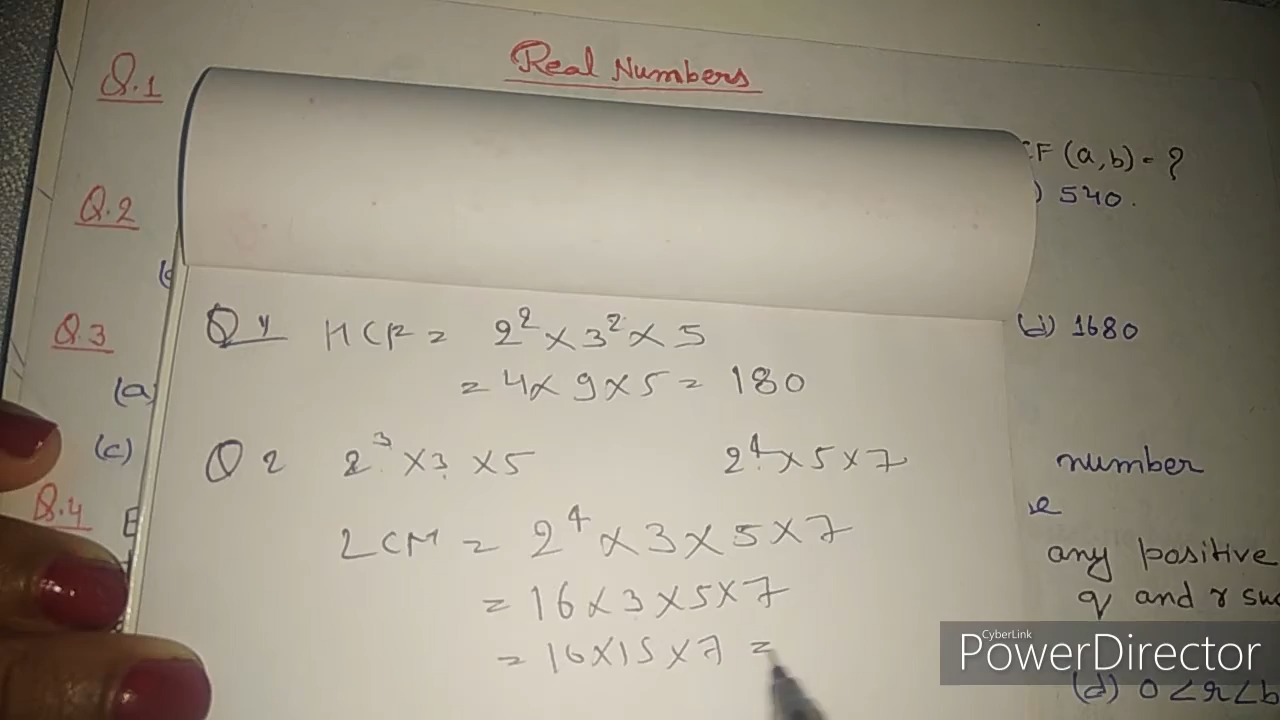 Real Numbers
Q.1
CF (a,b) = ?
) 540.
Q.2
Q.3
(d) 1680
Q 1 HCF = 2² × 3² × 5
= 4 × 9 × 5 = 180
(a)
(c)
Q 2 2³ × 3 × 5 2⁴ × 5 × 7
number
Q.4
E
LCM = 2⁴ × 3 × 5 × 7
any positive
= 16 × 3 × 5 × 7
q and r suc
= 16 × 15 × 7 =
(d) 0 < r < b
CyberLink
PowerDirector